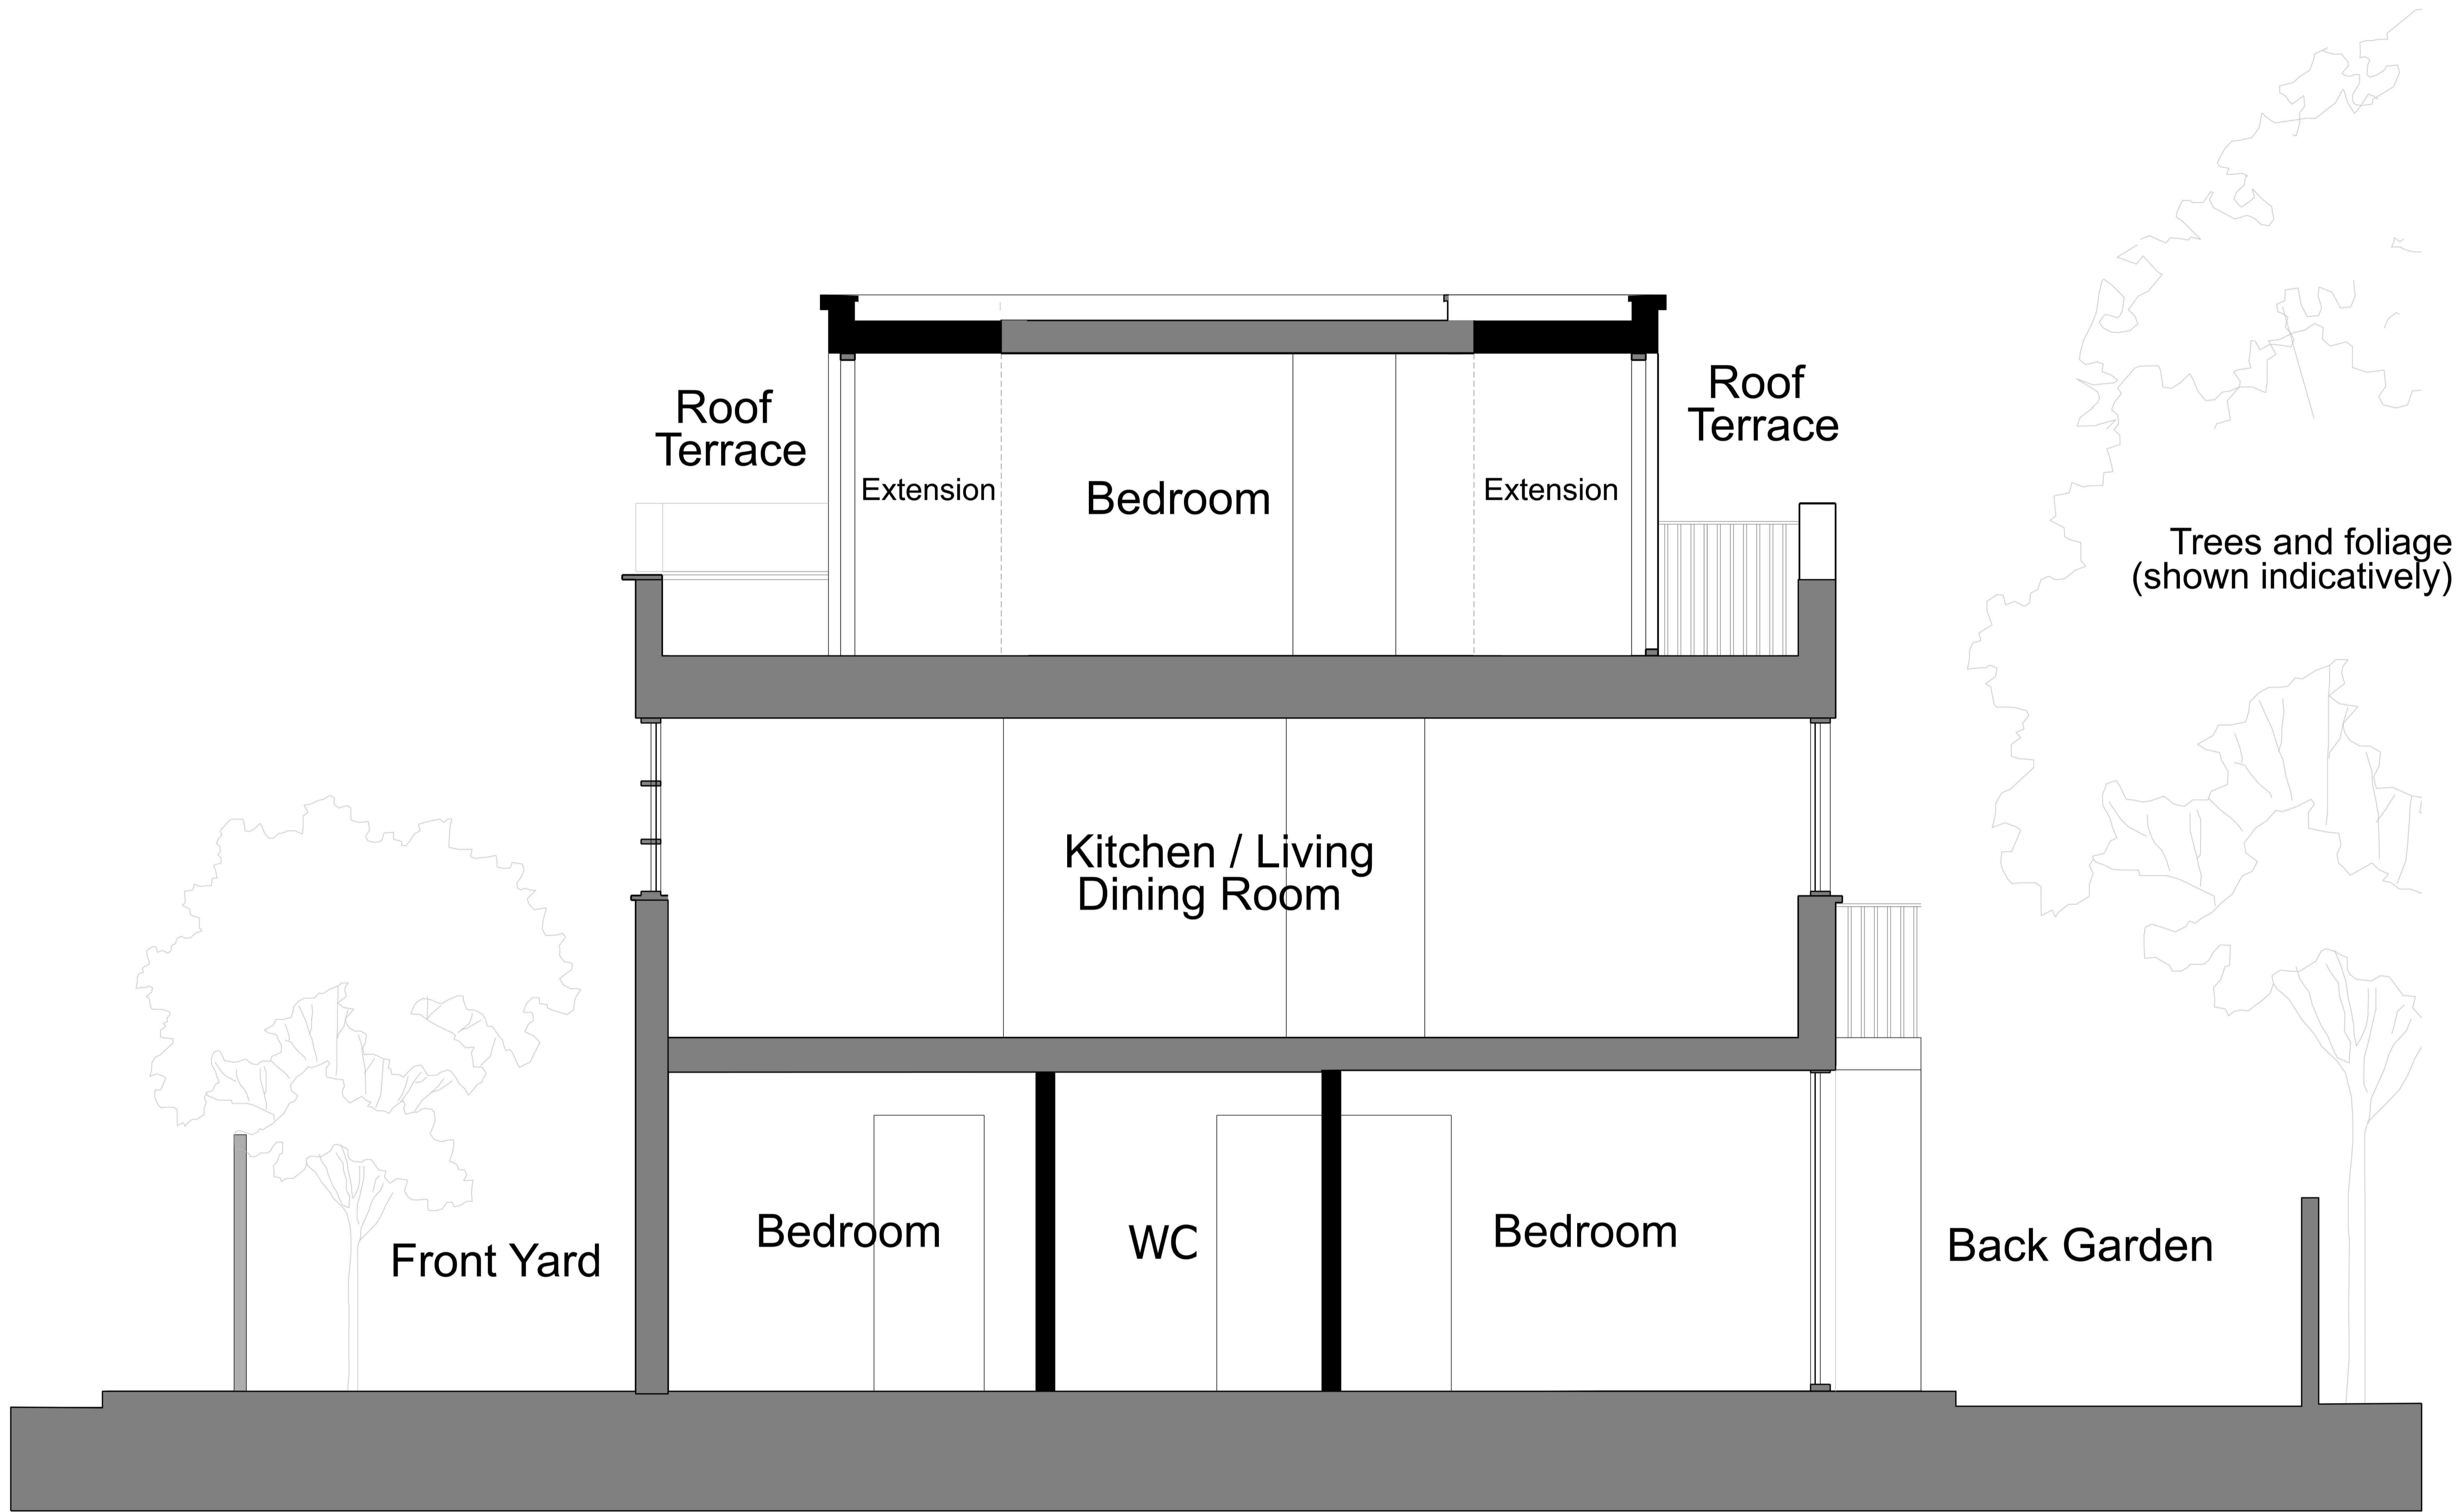 Roof
Terrace
Roof
Terrace
Extension
Bedroom
Extension
Trees and foliage
(shown indicatively)
Kitchen / Living
Dining Room
Front Yard
Bedroom
WC
Bedroom
Back Garden